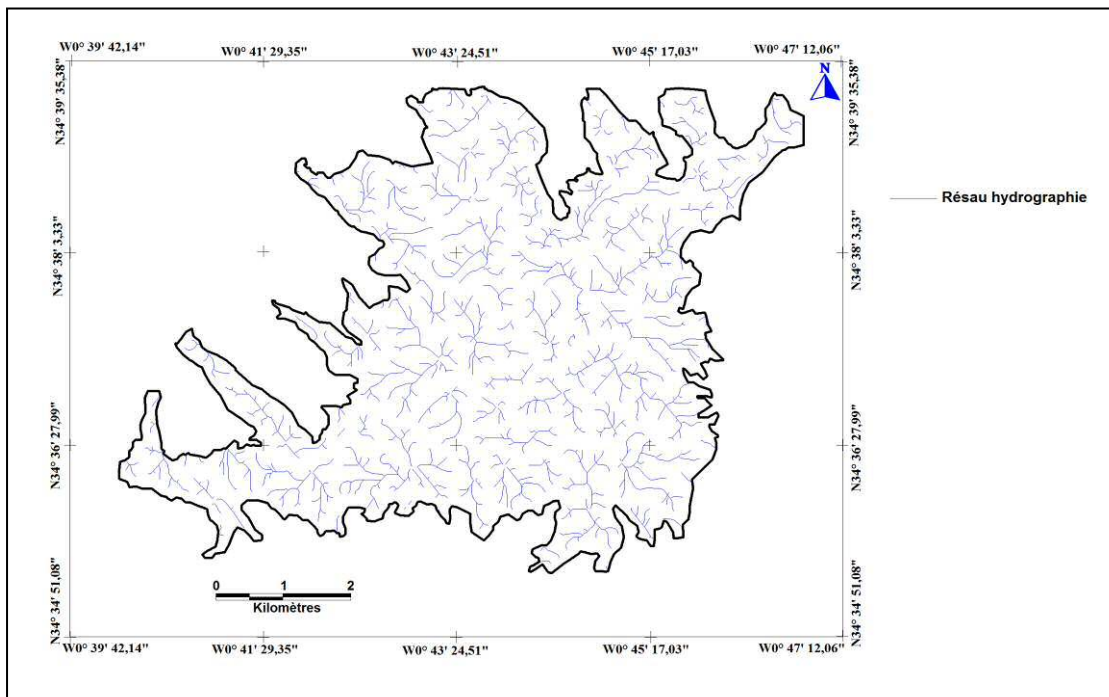 W0° 39' 42,14"
W0° 41' 29,35"
W0° 43' 24,51"
W0° 45' 17,03"
W0° 47' 12,06"
N34° 39' 35,38"
N34° 39' 35,38"
N
Résau hydrographie
N34° 38' 3,33"
N34° 38' 3,33"
N34° 36' 27,99"
N34° 36' 27,99"
N34° 34' 51,08"
N34° 34' 51,08"
0 1 2
Kilomètres
W0° 39' 42,14"
W0° 41' 29,35"
W0° 43' 24,51"
W0° 45' 17,03"
W0° 47' 12,06"